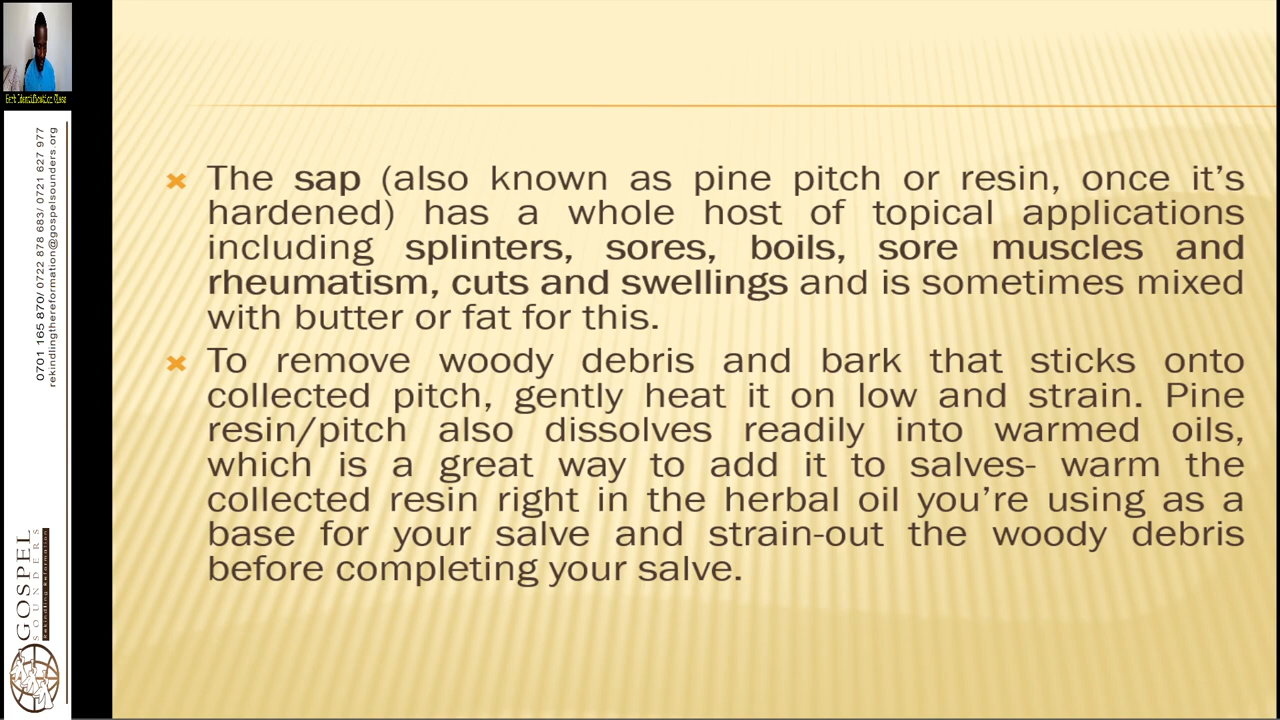 Herb Identification Class
0701 165 870/ 0722 878 683/ 0721 627 977
rekindlingthereformation@gospelsounders.org
GOSPEL
SOUNDERS
Rekindling Reformation
The sap (also known as pine pitch or resin, once it’s
hardened) has a whole host of topical applications
including splinters, sores, boils, sore muscles and
rheumatism, cuts and swellings and is sometimes mixed
with butter or fat for this.
To remove woody debris and bark that sticks onto
collected pitch, gently heat it on low and strain. Pine
resin/pitch also dissolves readily into warmed oils,
which is a great way to add it to salves- warm the
collected resin right in the herbal oil you’re using as a
base for your salve and strain-out the woody debris
before completing your salve.